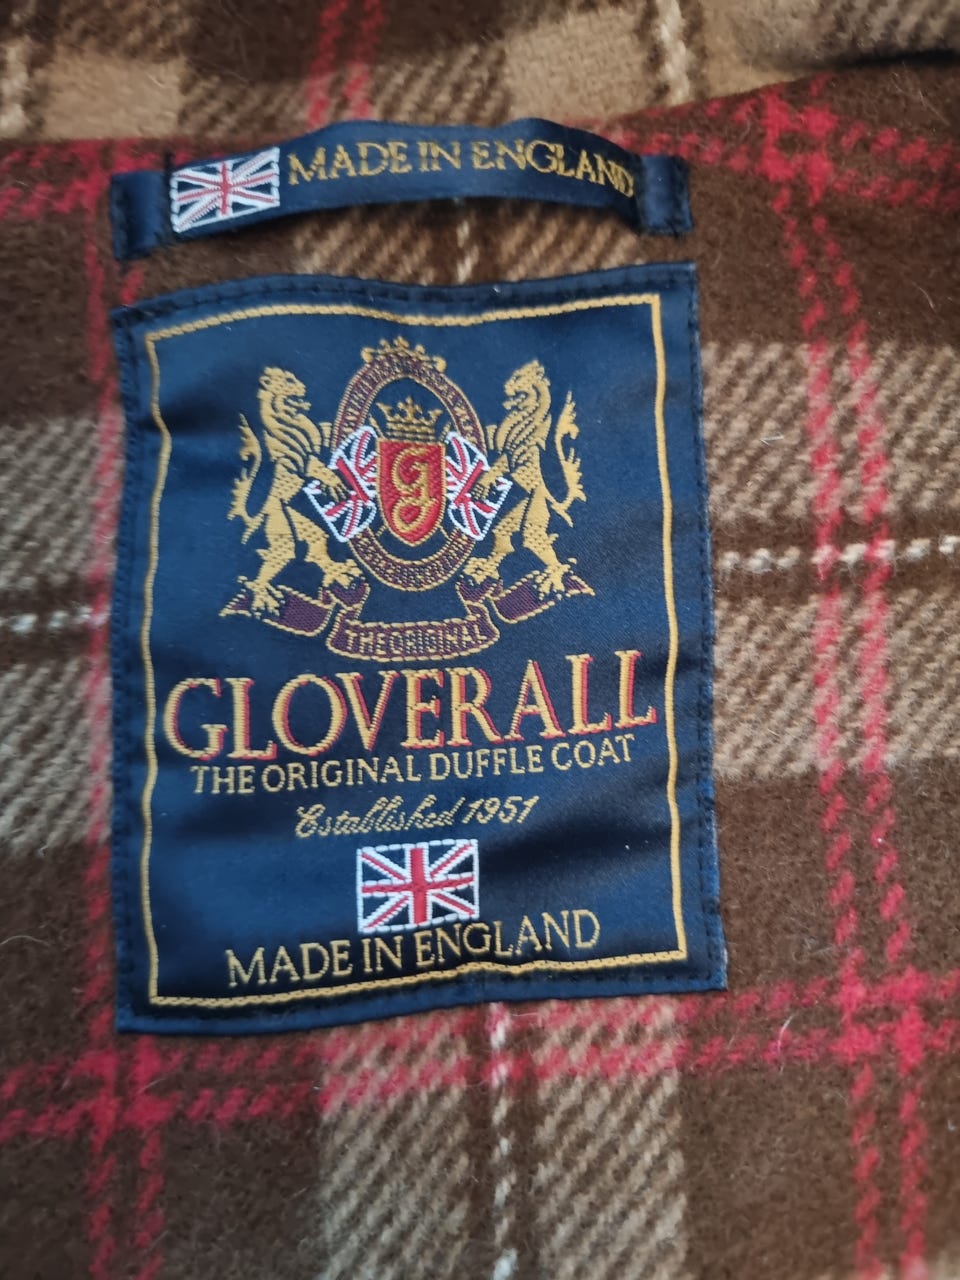 MADE IN ENGLAND
g
THE ORIGINAL
GLOVERALL
THE ORIGINAL DUFFLE COAT
Established 1951
MADE IN ENGLAND